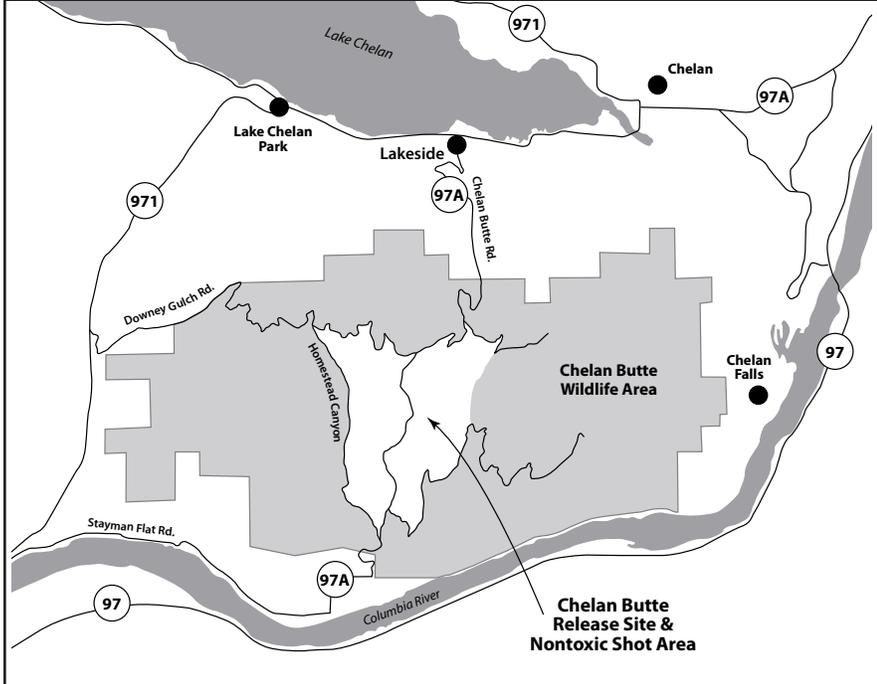 971
Lake Chelan
Chelan
97A
Lake Chelan
Park
Lakeside
971
97A
Chelan Butte Rd.
Downey Gulch Rd.
Homestead Canyon
Chelan Butte
Wildlife Area
Chelan
Falls
97
Stayman Flat Rd.
97A
97
Columbia River
Chelan Butte
Release Site &
Nontoxic Shot Area